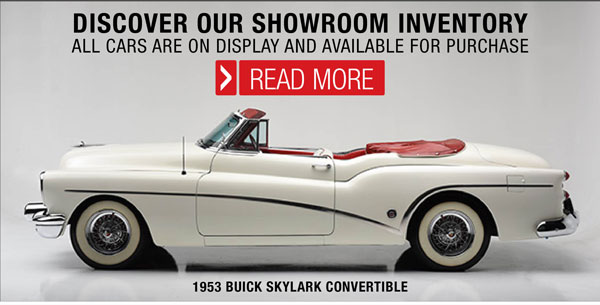 DISCOVER OUR SHOWROOM INVENTORY
ALL CARS ARE ON DISPLAY AND AVAILABLE FOR PURCHASE
READ MORE
1953 BUICK SKYLARK CONVERTIBLE